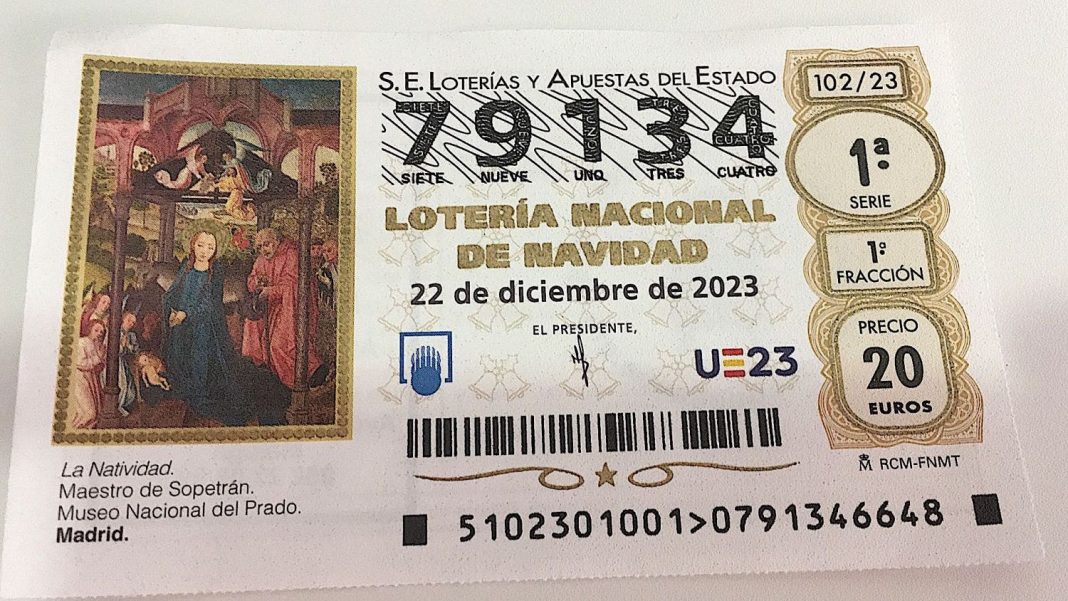 S.E. LOTERÍAS Y APUESTAS DEL ESTADO
79134
SIETE NUEVE UNO TRES CUATRO
LOTERÍA NACIONAL
DE NAVIDAD
22 de diciembre de 2023
EL PRESIDENTE,
UE23
102/23
1ª
SERIE
1ª
FRACCIÓN
PRECIO
20
EUROS
RCM-FNMT
La Natividad.
Maestro de Sopetrán.
Museo Nacional del Prado.
Madrid.
5102301001>0791346648